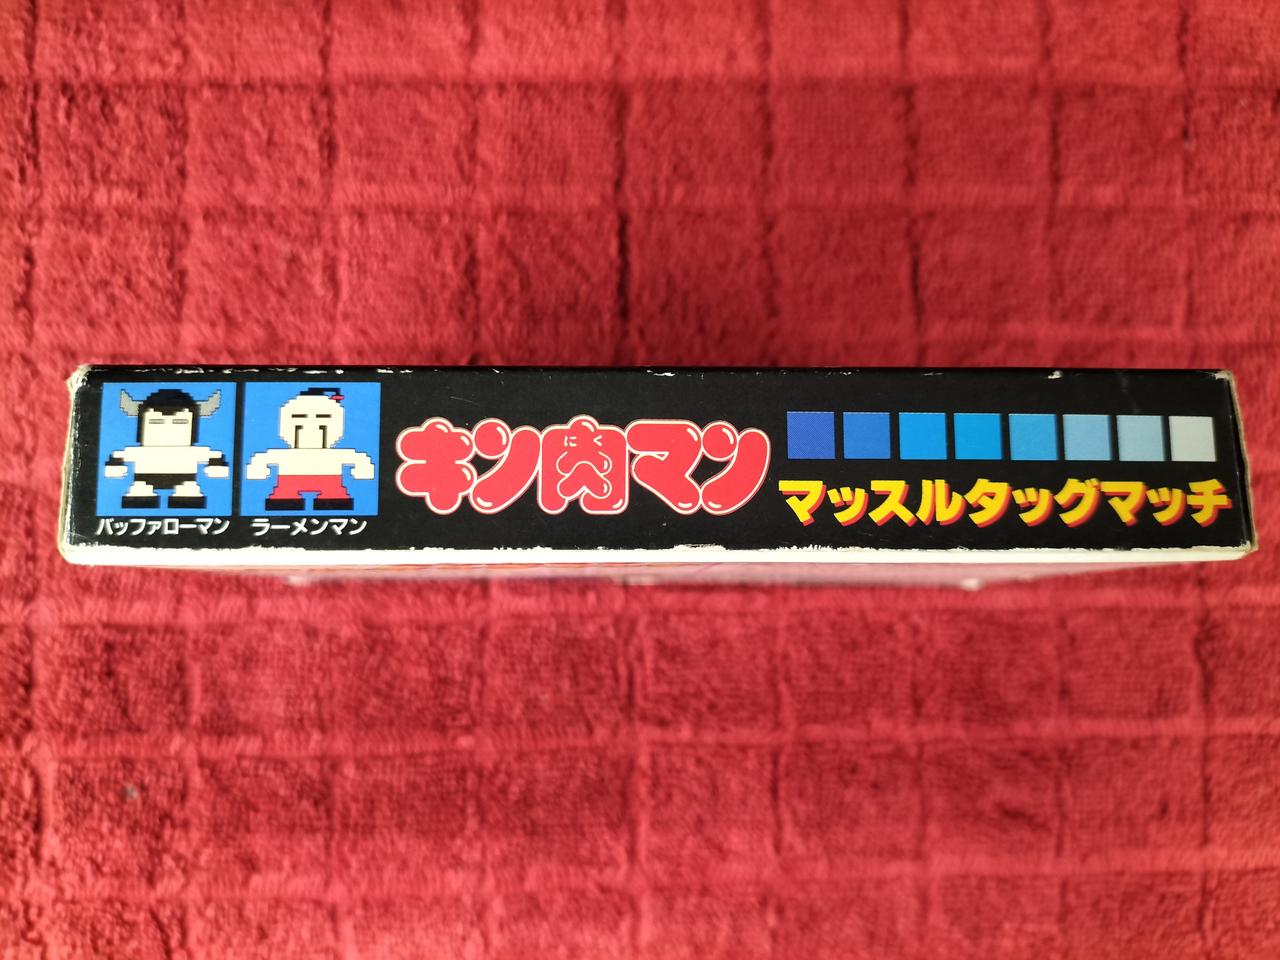 バッファローマン
ラーメンマン
キン肉マン
にく
マッスルタッグマッチ